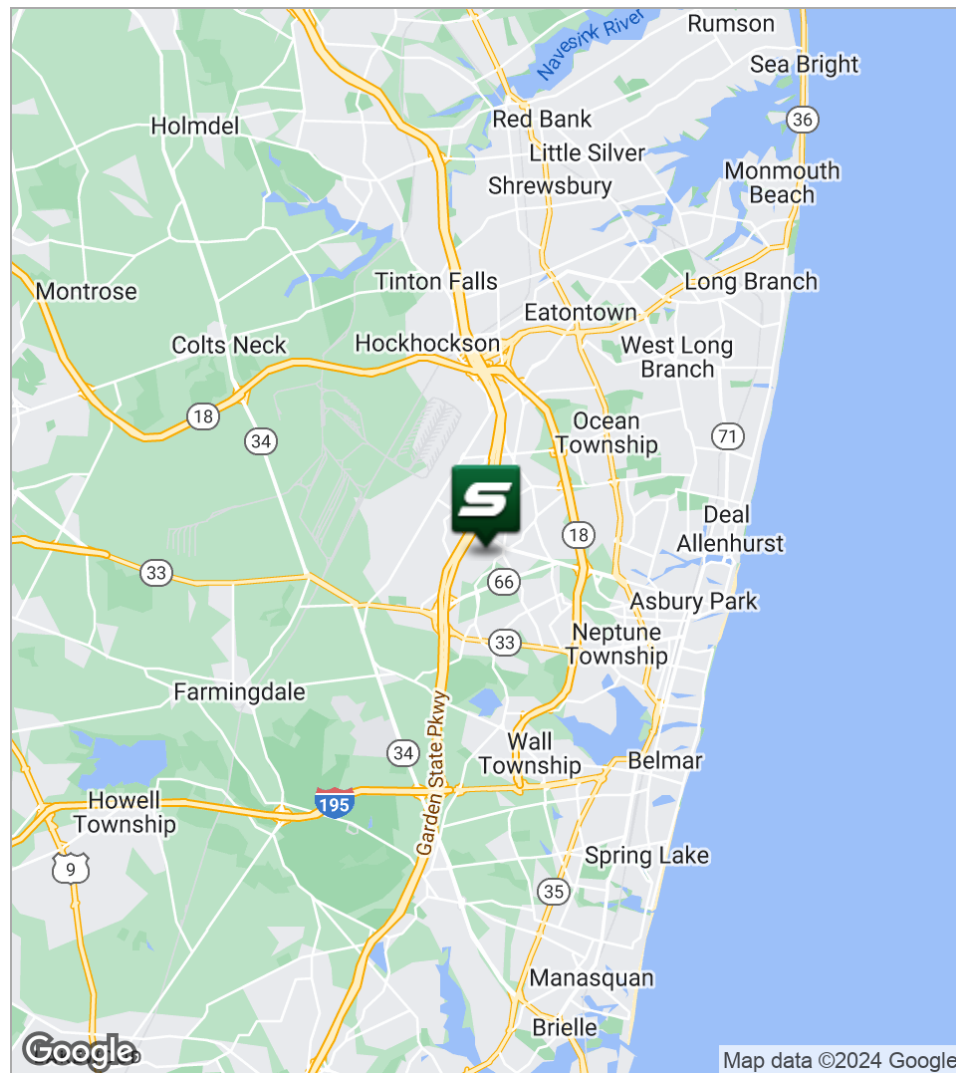 Rumson
Navesink River
Sea Bright
Red Bank
36
Holmdel
Little Silver
Shrewsbury
Monmouth
Beach
Tinton Falls
Long Branch
Montrose
Eatontown
Colts Neck
Hockhockson
West Long
Branch
18
Ocean
Township
34
71
S
Deal
18
Allenhurst
33
66
Asbury Park
33
Neptune
Township
Farmingdale
Garden State Pkwy
34
Wall
Township
Belmar
195
Howell
Township
Spring Lake
9
35
Manasquan
Brielle
Google
Map data ©2024 Google